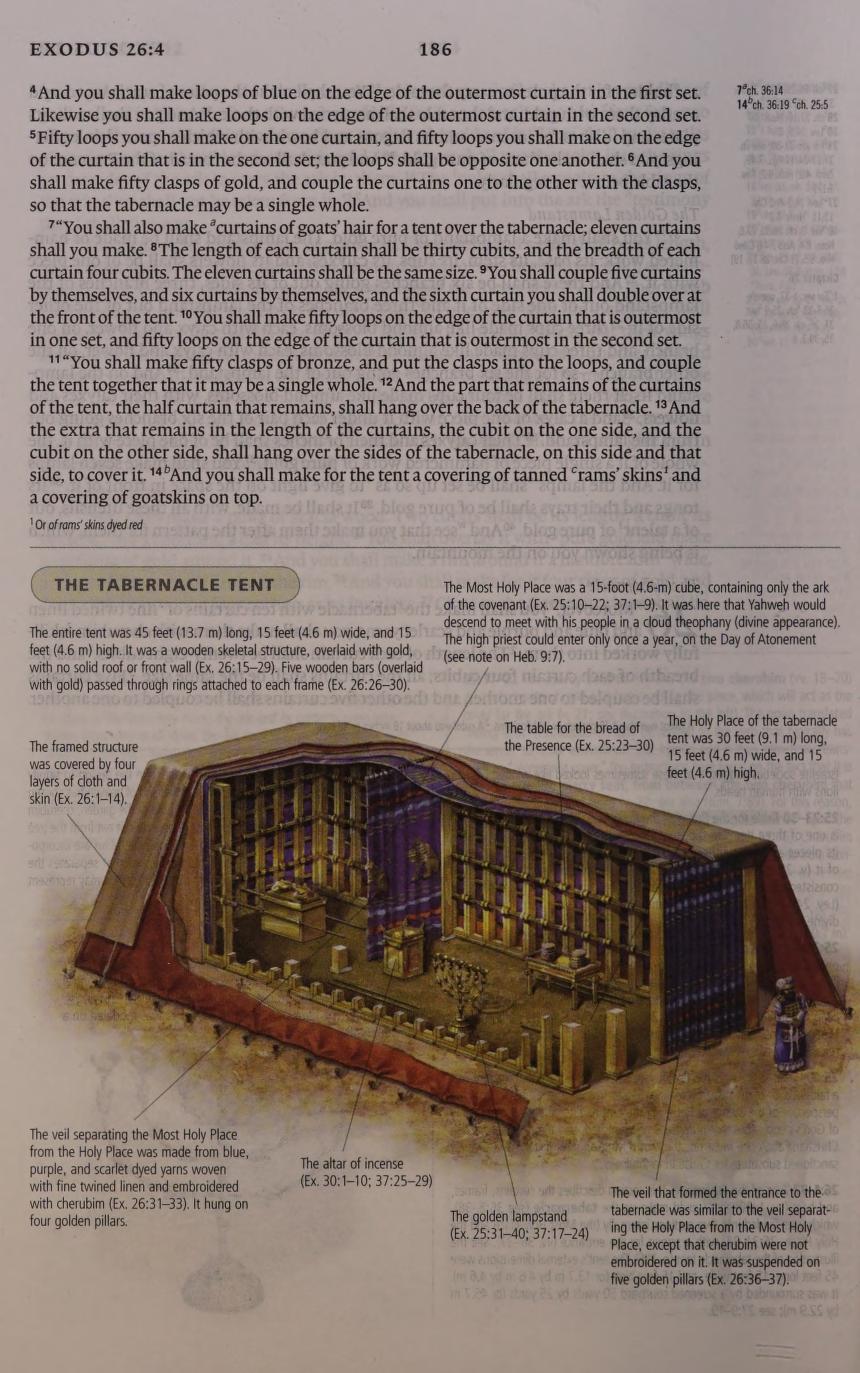 EXODUS 26:4
186
⁴And you shall make loops of blue on the edge of the outermost curtain in the first set.
Likewise you shall make loops on the edge of the outermost curtain in the second set.
⁵Fifty loops you shall make on the one curtain, and fifty loops you shall make on the edge
of the curtain that is in the second set; the loops shall be opposite one another. ⁶And you
shall make fifty clasps of gold, and couple the curtains one to the other with the clasps,
so that the tabernacle may be a single whole.
⁷“You shall also make ᵃcurtains of goats’ hair for a tent over the tabernacle; eleven curtains
shall you make. ⁸The length of each curtain shall be thirty cubits, and the breadth of each
curtain four cubits. The eleven curtains shall be the same size. ⁹You shall couple five curtains
by themselves, and six curtains by themselves, and the sixth curtain you shall double over at
the front of the tent. ¹⁰You shall make fifty loops on the edge of the curtain that is outermost
in one set, and fifty loops on the edge of the curtain that is outermost in the second set.
¹¹“You shall make fifty clasps of bronze, and put the clasps into the loops, and couple
the tent together that it may be a single whole. ¹²And the part that remains of the curtains
of the tent, the half curtain that remains, shall hang over the back of the tabernacle. ¹³And
the extra that remains in the length of the curtains, the cubit on the one side, and the
cubit on the other side, shall hang over the sides of the tabernacle, on this side and that
side, to cover it. ¹⁴ᵇAnd you shall make for the tent a covering of tanned ᶜrams’ skins¹ and
a covering of goatskins on top.
¹ Or of rams’ skins dyed red
7ᵃch. 36:14
14ᵇch. 36:19 ᶜch. 25:5
THE TABERNACLE TENT
The entire tent was 45 feet (13.7 m) long, 15 feet (4.6 m) wide, and 15
feet (4.6 m) high. It was a wooden skeletal structure, overlaid with gold,
with no solid roof or front wall (Ex. 26:15–29). Five wooden bars (overlaid
with gold) passed through rings attached to each frame (Ex. 26:26–30).
The Most Holy Place was a 15-foot (4.6-m) cube, containing only the ark
of the covenant (Ex. 25:10–22; 37:1–9). It was here that Yahweh would
descend to meet with his people in a cloud theophany (divine appearance).
The high priest could enter only once a year, on the Day of Atonement
(see note on Heb. 9:7).
The framed structure
was covered by four
layers of cloth and
skin (Ex. 26:1–14).
The table for the bread of
the Presence (Ex. 25:23–30)
The Holy Place of the tabernacle
tent was 30 feet (9.1 m) long,
15 feet (4.6 m) wide, and 15
feet (4.6 m) high.
The veil separating the Most Holy Place
from the Holy Place was made from blue,
purple, and scarlet dyed yarns woven
with fine twined linen and embroidered
with cherubim (Ex. 26:31–33). It hung on
four golden pillars.
The altar of incense
(Ex. 30:1–10; 37:25–29)
The golden lampstand
(Ex. 25:31–40; 37:17–24)
The veil that formed the entrance to the
tabernacle was similar to the veil separat-
ing the Holy Place from the Most Holy
Place, except that cherubim were not
embroidered on it. It was suspended on
five golden pillars (Ex. 26:36–37).